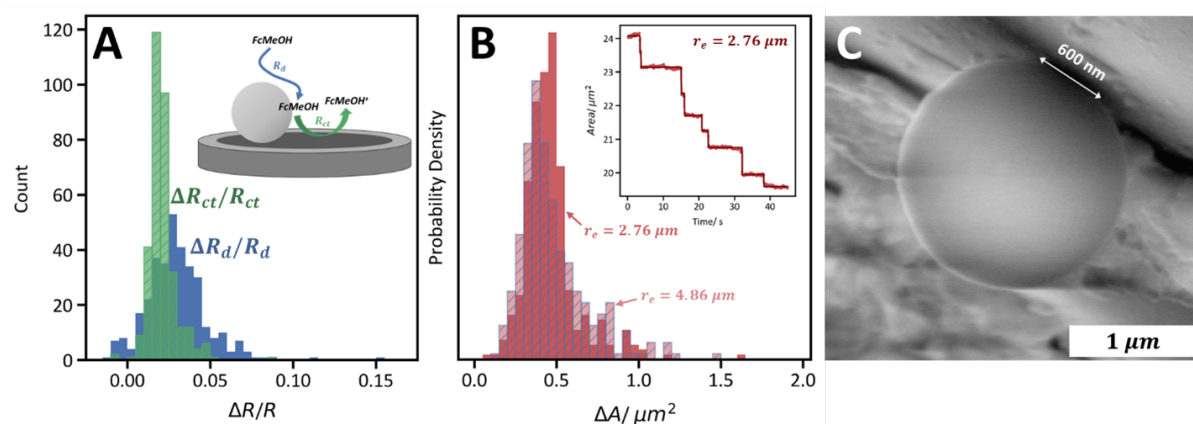 A
120
100
80
60
40
20
0
Count
FcMeOH
R_d
FcMeOH
FcMeOH⁺
R_ct
ΔR_ct/R_ct
ΔR_d/R_d
0.00
0.05
0.10
0.15
ΔR/R
B
Probability Density
r_e = 2.76 μm
24
23
22
21
20
Area/ μm²
0
10
20
30
40
Time/ s
r_e = 2.76 μm
r_e = 4.86 μm
0.0
0.5
1.0
1.5
2.0
ΔA/ μm²
C
600 nm
1 μm